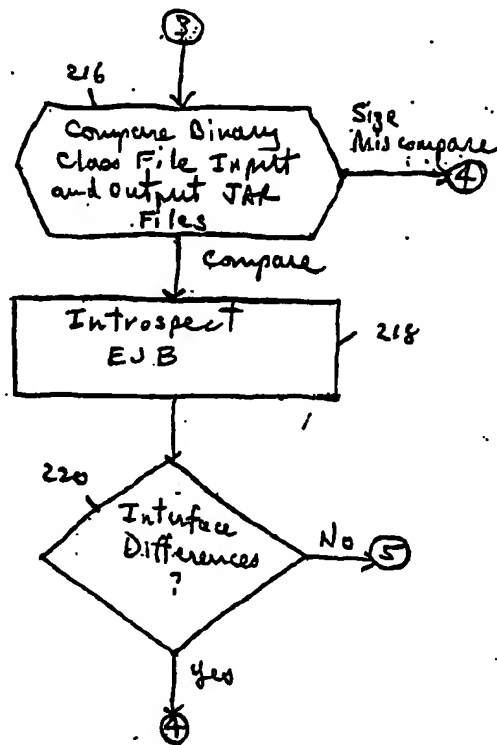 3
216
Compare Binary
Class File Input
and Output JAR
Files
Size
Miscompare
4
Compare
Introspect
EJB
218
220
Interface
Differences
?
No
5
Yes
4